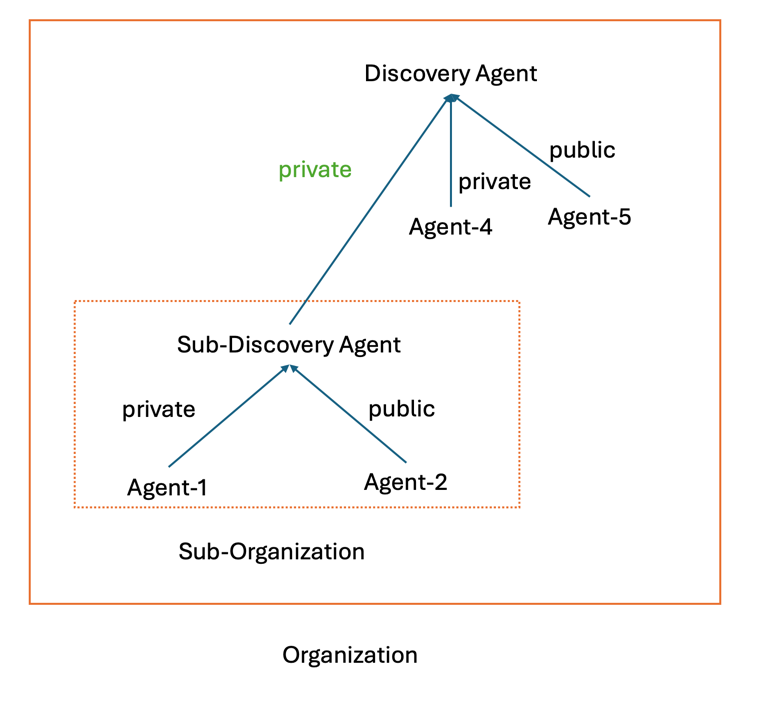 Discovery Agent
public
private
private
Agent-5
Agent-4
Sub-Discovery Agent
private
public
Agent-1
Agent-2
Sub-Organization
Organization